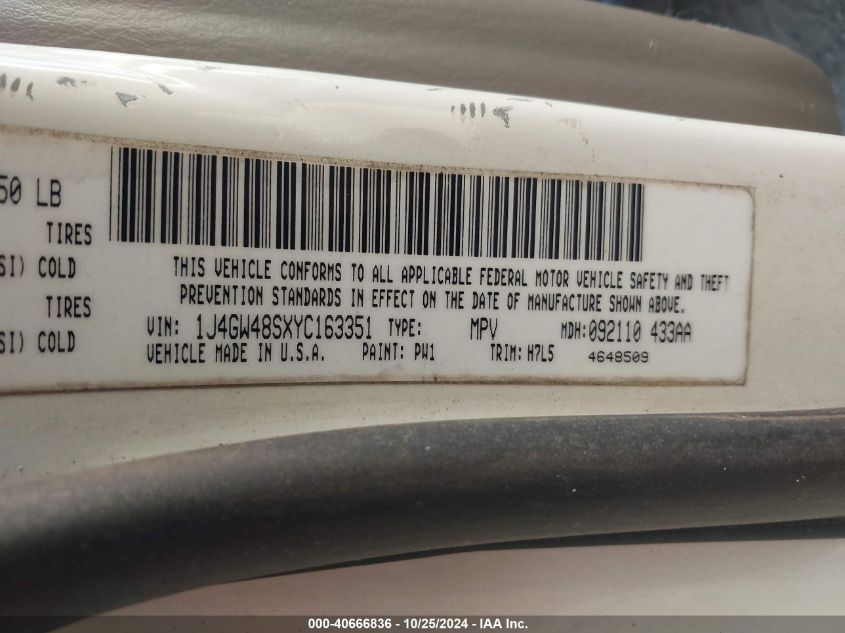 50 LB
TIRES
SI) COLD
TIRES
SI) COLD
THIS VEHICLE CONFORMS TO ALL APPLICABLE FEDERAL MOTOR VEHICLE SAFETY AND THEFT
PREVENTION STANDARDS IN EFFECT ON THE DATE OF MANUFACTURE SHOWN ABOVE.
VIN: 1J4GW48SXYC163351 TYPE: MPV MDH:092110 433AA
VEHICLE MADE IN U.S.A. PAINT: PW1 TRIM: H7L5 4648509
000-40666836 - 10/25/2024 - IAA Inc.